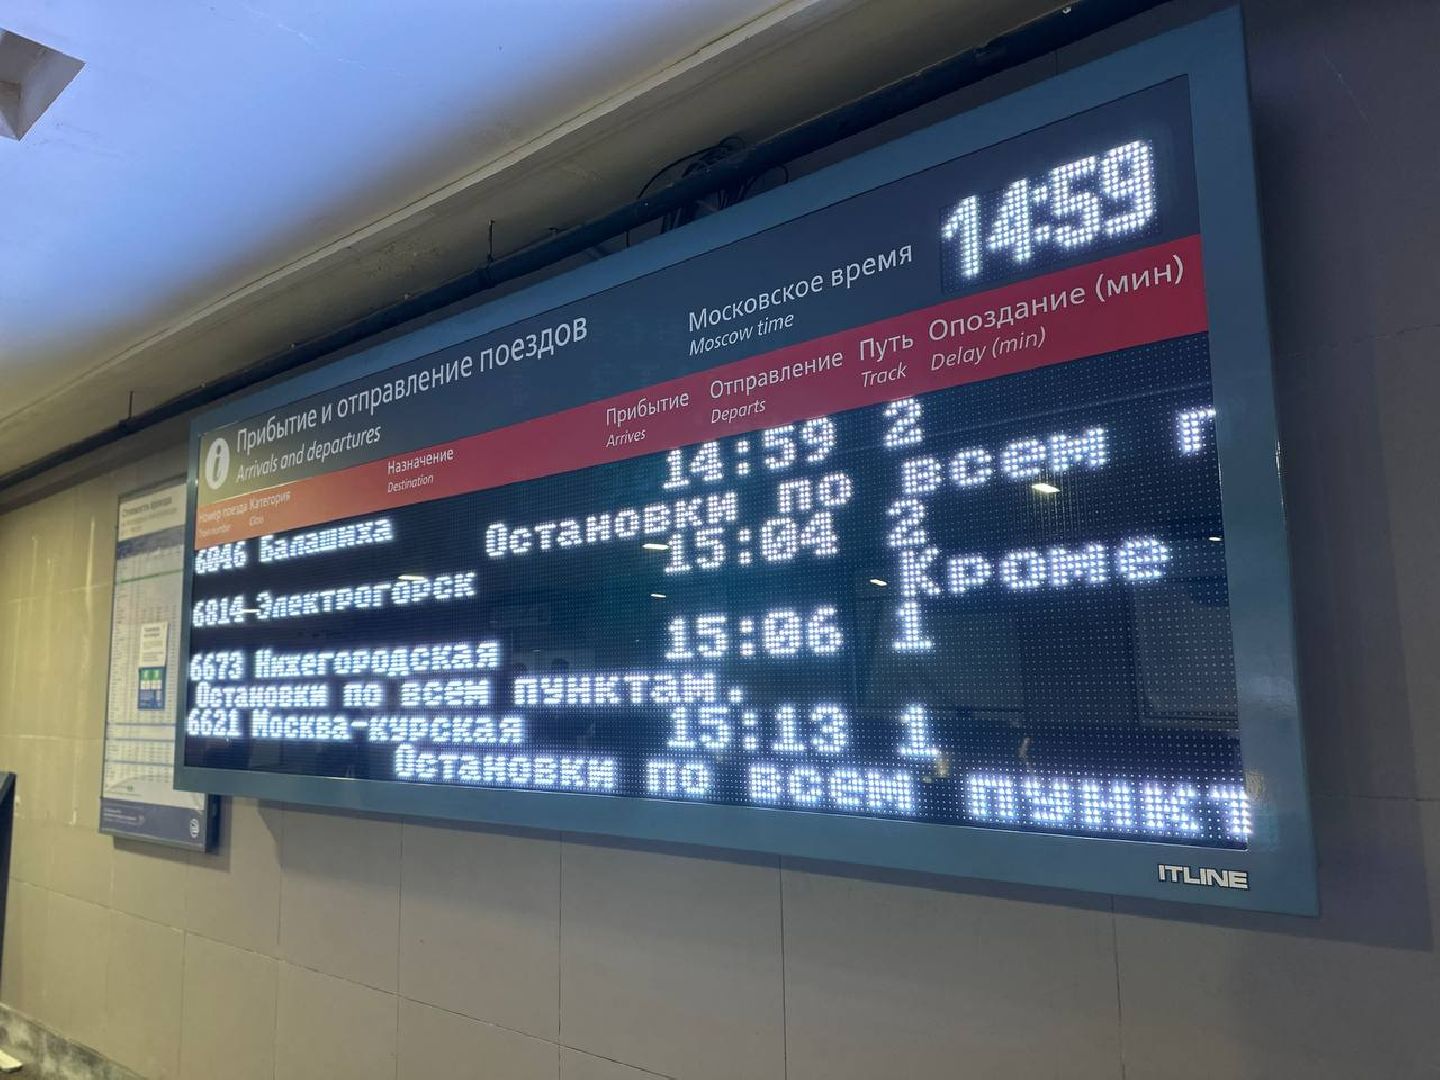 14:59
Московское время
Moscow time
Прибытие и отправление поездов
Arrivals and departures
Номер поезда Категория Назначение Прибытие Отправление Путь Опоздание (мин)
Train number Class Destination Arrives Departs Track Delay (min)
6046 Балашиха 14:59 2
Остановки по всем п
6814 Электрогорск 15:04 2
Кроме
6673 Нижегородская 15:06 1
Остановки по всем пунктам.
6621 Москва-курская 15:13 1
Остановки по всем пункт
ITLINE